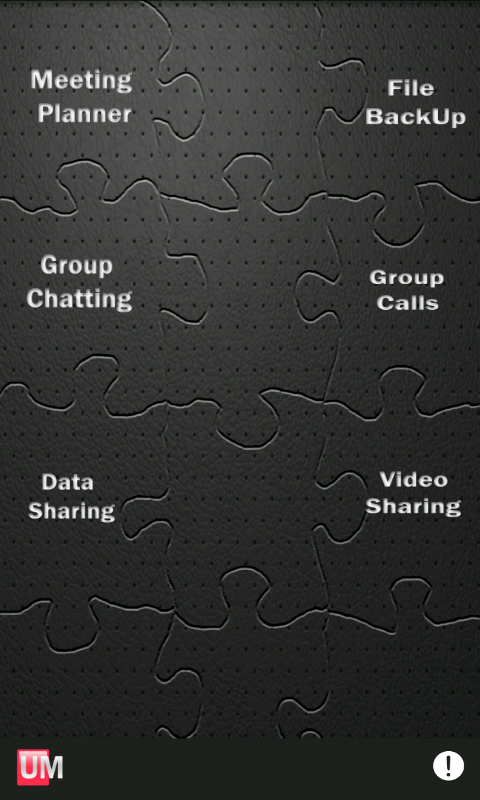 Meeting
Planner
File
BackUp
Group
Chatting
Group
Calls
Data
Sharing
Video
Sharing
UM
!